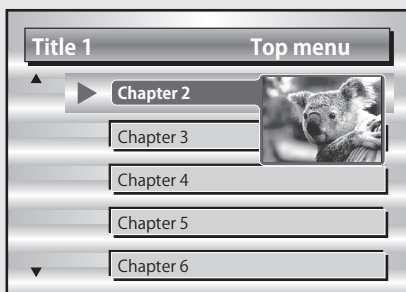 Title 1 Top menu
Chapter 2
Chapter 3
Chapter 4
Chapter 5
Chapter 6